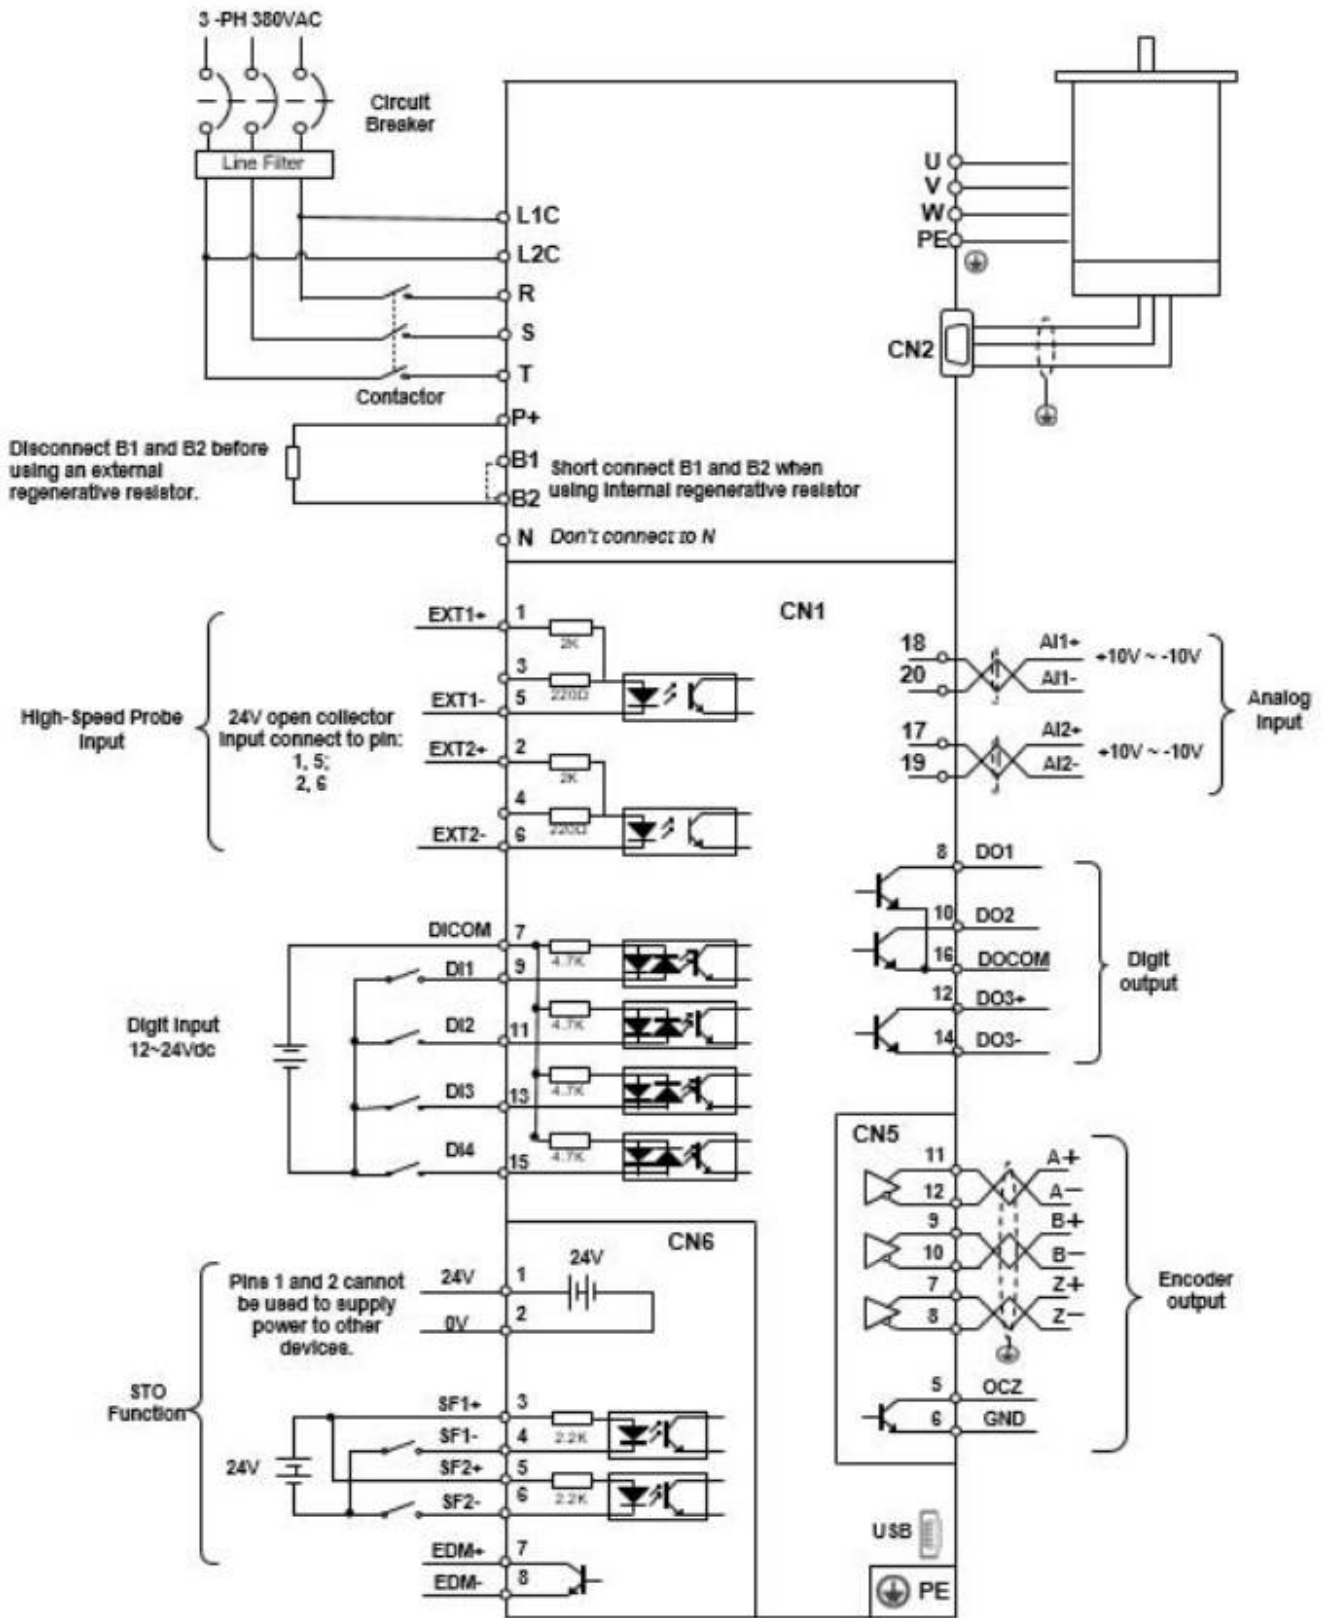 3 -PH 380VAC
Circuit
Breaker
Line Filter
L1C
L2C
R
S
T
Contactor
P+
B1
B2
N
Disconnect B1 and B2 before
using an external
regenerative resistor.
Short connect B1 and B2 when
using internal regenerative resistor
Don't connect to N
U
V
W
PE
CN2
CN1
High-Speed Probe
Input
24V open collector
input connect to pin:
1, 5;
2, 6
EXT1+ 1
2K
3
220Ω
EXT1- 5
EXT2+ 2
2K
4
220Ω
EXT2- 6
18 AI1+
+10V ~ -10V
20 AI1-
17 AI2+
+10V ~ -10V
19 AI2-
Analog
Input
8 DO1
10 DO2
16 DOCOM
12 DO3+
14 DO3-
Digit
output
Digit Input
12~24Vdc
DICOM 7
4.7K
DI1 9
4.7K
DI2 11
4.7K
DI3 13
4.7K
DI4 15
CN5
11 A+
12 A-
9 B+
10 B-
7 Z+
8 Z-
5 OCZ
6 GND
Encoder
output
CN6
STO
Function
Pins 1 and 2 cannot
be used to supply
power to other
devices.
24V 1
24V
0V 2
24V
SF1+ 3
2.2K
SF1- 4
SF2+ 5
2.2K
SF2- 6
EDM+ 7
EDM- 8
USB
PE